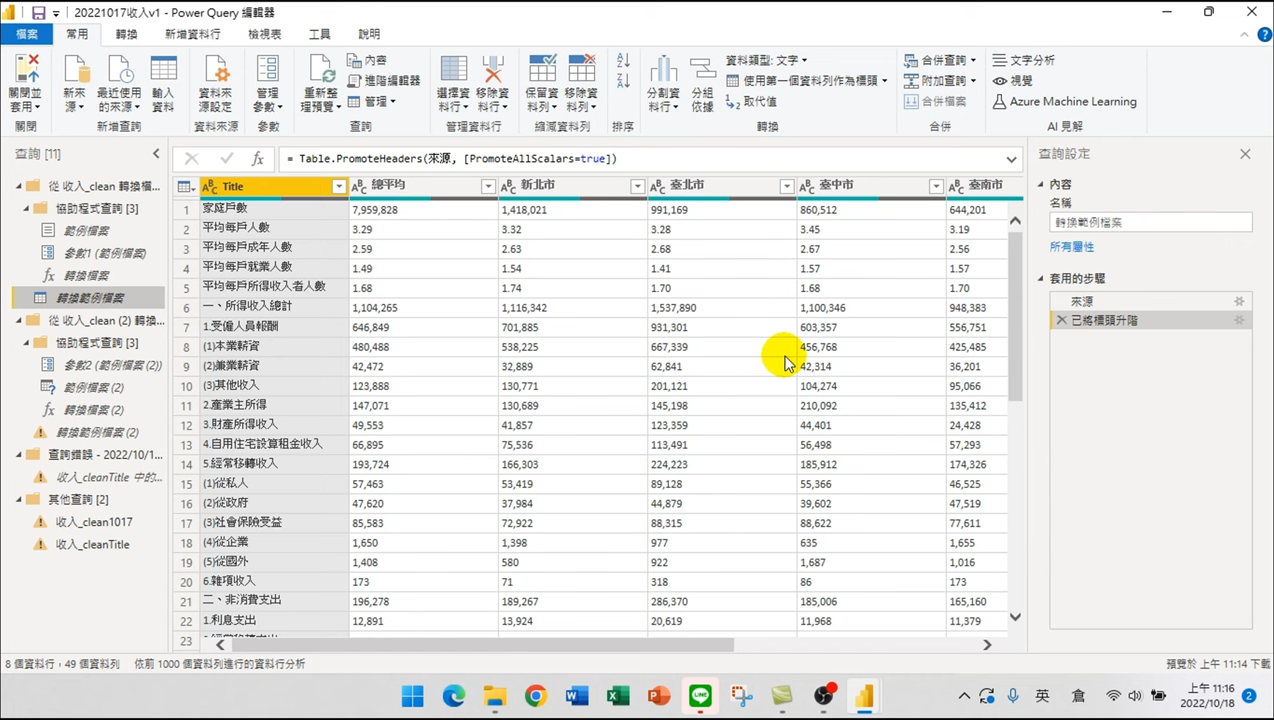 20221017收入v1 - Power Query 編輯器
檔案 常用 轉換 新增資料行 檢視表 工具 說明
關閉並套用 新來源 最近使用的來源 輸入資料 資料來源設定 管理參數 重新整理預覽 內容 進階編輯器 管理 選擇資料行 移除資料行 保留資料列 移除資料列 分割資料行 分組依據 資料類型: 文字 使用第一個資料列作為標頭 取代值 合併查詢 附加查詢 合併檔案 文字分析 視覺 Azure Machine Learning
關閉 新增查詢 資料來源 參數 查詢 管理資料行 縮減資料列 排序 轉換 合併 AI 見解
查詢 [11]
從 收入_clean 轉換檔...
協助程式查詢 [3]
範例檔案
參數1 (範例檔案)
fx 轉換檔案
轉換範例檔案
從 收入_clean (2) 轉換...
協助程式查詢 [3]
參數2 (範例檔案 (2))
範例檔案 (2)
fx 轉換檔案 (2)
轉換範例檔案 (2)
查詢錯誤 - 2022/10/1...
收入_cleanTitle 中的...
其他查詢 [2]
收入_clean1017
收入_cleanTitle
fx = Table.PromoteHeaders(來源, [PromoteAllScalars=true])
Title 總平均 新北市 臺北市 臺中市 臺南市
1 家庭戶數 7,959,828 1,418,021 991,169 860,512 644,201
2 平均每戶人數 3.29 3.32 3.28 3.45 3.19
3 平均每戶成年人數 2.59 2.63 2.68 2.67 2.56
4 平均每戶就業人數 1.49 1.54 1.41 1.57 1.57
5 平均每戶所得收入者人數 1.68 1.74 1.70 1.68 1.70
6 一、所得收入總計 1,104,265 1,116,342 1,537,890 1,100,346 948,383
7 1.受僱人員報酬 646,849 701,885 931,301 603,357 556,751
8 (1)本業薪資 480,488 538,225 667,339 456,768 425,485
9 (2)兼業薪資 42,472 32,889 62,841 42,314 36,201
10 (3)其他收入 123,888 130,771 201,121 104,274 95,066
11 2.產業主所得 147,071 130,689 145,198 210,092 135,412
12 3.財產所得收入 49,553 41,857 123,359 44,401 24,428
13 4.自用住宅設算租金收入 66,895 75,536 113,491 56,498 57,293
14 5.經常移轉收入 193,724 166,303 224,223 185,912 174,326
15 (1)從私人 57,463 53,419 89,128 55,366 46,525
16 (2)從政府 47,620 37,984 44,879 39,602 47,519
17 (3)社會保險受益 85,583 72,922 88,315 88,622 77,611
18 (4)從企業 1,650 1,398 977 635 1,655
19 (5)從國外 1,408 580 922 1,687 1,016
20 6.雜項收入 173 71 318 86 173
21 二、非消費支出 196,278 189,267 286,370 185,006 165,160
22 1.利息支出 12,891 13,924 20,619 11,968 11,379
23
查詢設定
內容
名稱
轉換範例檔案
所有屬性
套用的步驟
來源
已將標頭升階
8 個資料行，49 個資料列 依前 1000 個資料列進行的資料行分析 預覽於 上午 11:14 下載
英 倉 上午 11:16
2022/10/18 2